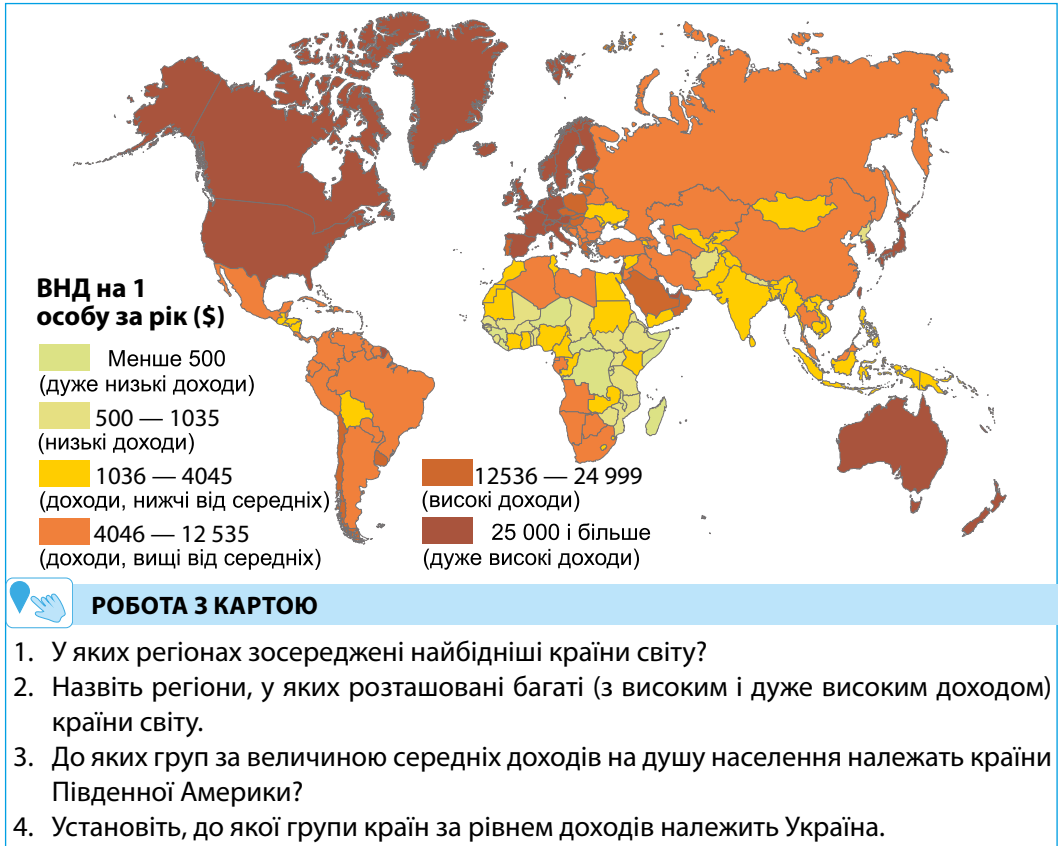 ВНД на 1
особу за рік ($)
Менше 500
(дуже низькі доходи)
500 — 1035
(низькі доходи)
1036 — 4045
(доходи, нижчі від середніх)
4046 — 12 535
(доходи, вищі від середніх)
12536 — 24 999
(високі доходи)
25 000 і більше
(дуже високі доходи)
РОБОТА З КАРТОЮ
1. У яких регіонах зосереджені найбідніші країни світу?
2. Назвіть регіони, у яких розташовані багаті (з високим і дуже високим доходом)
країни світу.
3. До яких груп за величиною середніх доходів на душу населення належать країни
Південної Америки?
4. Установіть, до якої групи країн за рівнем доходів належить Україна.